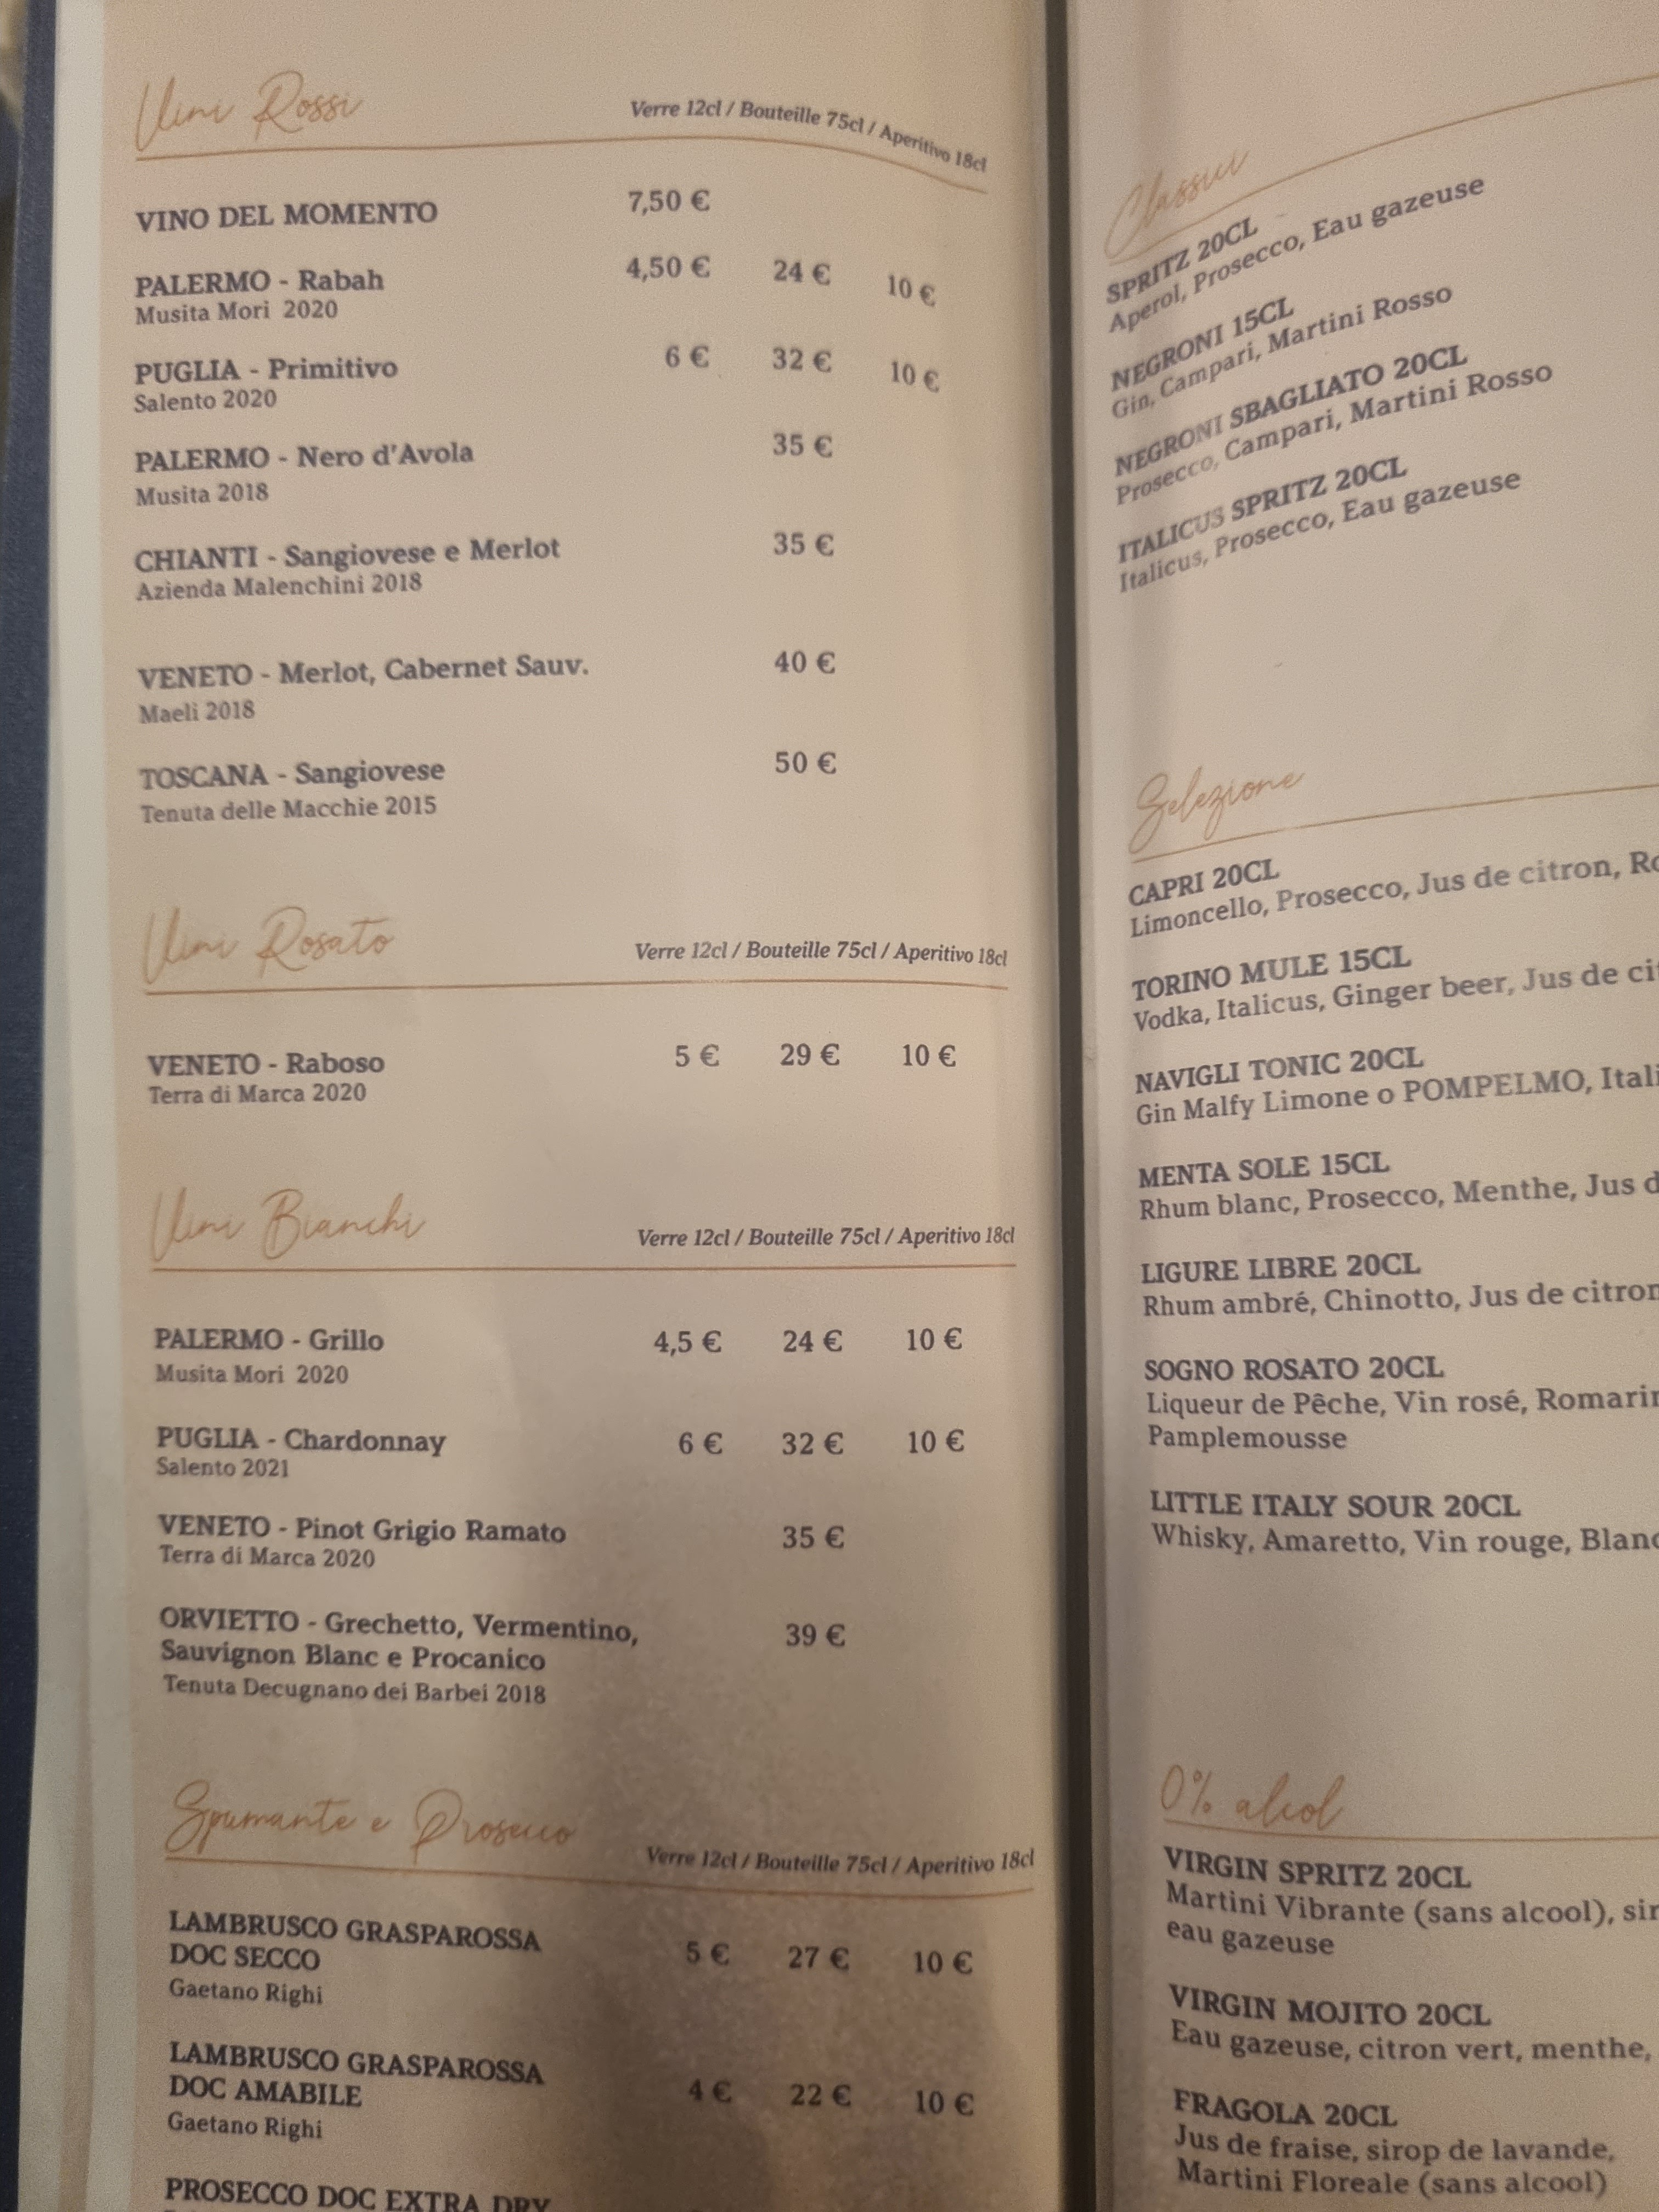 Vini Rossi
Verre 12cl / Bouteille 75cl / Aperitivo 18cl
VINO DEL MOMENTO 7,50 €
PALERMO - Rabah 4,50 € 24 € 10 €
Musita Mori 2020
PUGLIA - Primitivo 6 € 32 € 10 €
Salento 2020
PALERMO - Nero d'Avola 35 €
Musita 2018
CHIANTI - Sangiovese e Merlot 35 €
Azienda Malenchini 2018
VENETO - Merlot, Cabernet Sauv. 40 €
Maeli 2018
TOSCANA - Sangiovese 50 €
Tenuta delle Macchie 2015
Vini Rosato
Verre 12cl / Bouteille 75cl / Aperitivo 18cl
VENETO - Raboso 5 € 29 € 10 €
Terra di Marca 2020
Vini Bianchi
Verre 12cl / Bouteille 75cl / Aperitivo 18cl
PALERMO - Grillo 4,5 € 24 € 10 €
Musita Mori 2020
PUGLIA - Chardonnay 6 € 32 € 10 €
Salento 2021
VENETO - Pinot Grigio Ramato 35 €
Terra di Marca 2020
ORVIETTO - Grechetto, Vermentino, 39 €
Sauvignon Blanc e Procanico
Tenuta Decugnano dei Barbei 2018
Spumante e Prosecco
Verre 12cl / Bouteille 75cl / Aperitivo 18cl
LAMBRUSCO GRASPAROSSA
DOC SECCO 5 € 27 € 10 €
Gaetano Righi
LAMBRUSCO GRASPAROSSA
DOC AMABILE 4 € 22 € 10 €
Gaetano Righi
PROSECCO DOC EXTRA DRY
Classici
SPRITZ 20CL
Aperol, Prosecco, Eau gazeuse
NEGRONI 15CL
Gin, Campari, Martini Rosso
NEGRONI SBAGLIATO 20CL
Prosecco, Campari, Martini Rosso
ITALICUS SPRITZ 20CL
Italicus, Prosecco, Eau gazeuse
Selezione
CAPRI 20CL
Limoncello, Prosecco, Jus de citron,
TORINO MULE 15CL
Vodka, Italicus, Ginger beer, Jus de
NAVIGLI TONIC 20CL
Gin Malfy Limone o POMPELMO,
MENTA SOLE 15CL
Rhum blanc, Prosecco, Menthe, Jus
LIGURE LIBRE 20CL
Rhum ambré, Chinotto, Jus de citron
SOGNO ROSATO 20CL
Liqueur de Pêche, Vin rosé, Romarin
Pamplemousse
LITTLE ITALY SOUR 20CL
Whisky, Amaretto, Vin rouge, Blanc
0% alcol
VIRGIN SPRITZ 20CL
Martini Vibrante (sans alcool),
eau gazeuse
VIRGIN MOJITO 20CL
Eau gazeuse, citron vert, menthe,
FRAGOLA 20CL
Jus de fraise, sirop de lavande,
Martini Floreale (sans alcool)